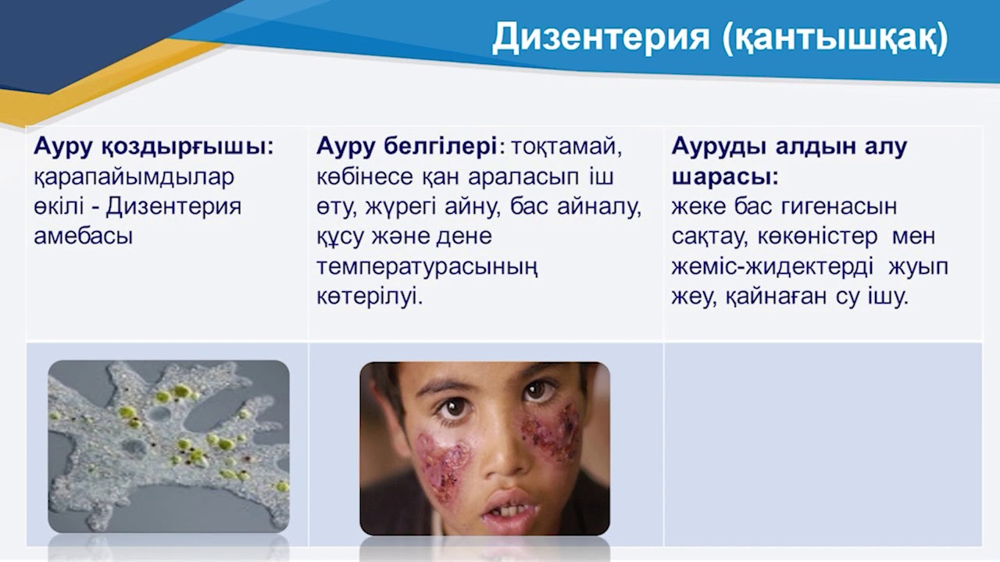 Дизентерия (қантышқақ)
Ауру қоздырғышы:
қарапайымдылар
өкілі - Дизентерия
амебасы
Ауру белгілері: тоқтамай,
көбінесе қан араласып іш
өту, жүрегі айну, бас айналу,
құсу және дене
температурасының
көтерілуі.
Ауруды алдын алу
шарасы:
жеке бас гигенасын
сақтау, көкөністер мен
жеміс-жидектерді жуып
жеу, қайнаған су ішу.